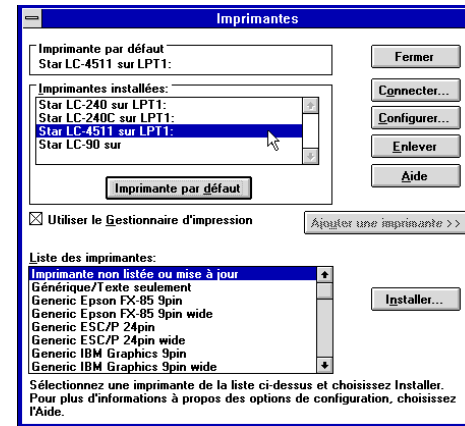 Imprimantes
Imprimante par défaut
Star LC-4511 sur LPT1:
Fermer
Imprimantes installées:
Star LC-240 sur LPT1:
Star LC-240C sur LPT1:
Star LC-4511 sur LPT1:
Star LC-90 sur
Connecter...
Configurer...
Enlever
Aide
Imprimante par défaut
Utiliser le Gestionnaire d'impression
Ajouter une imprimante >>
Liste des imprimantes:
Imprimante non listée ou mise à jour
Générique/Texte seulement
Generic Epson FX-85 9pin
Generic Epson FX-85 9pin wide
Generic ESC/P 24pin
Generic ESC/P 24pin wide
Generic IBM Graphics 9pin
Generic IBM Graphics 9pin wide
Installer...
Sélectionnez une imprimante de la liste ci-dessus et choisissez Installer.
Pour plus d'informations à propos des options de configuration, choisissez
l'Aide.